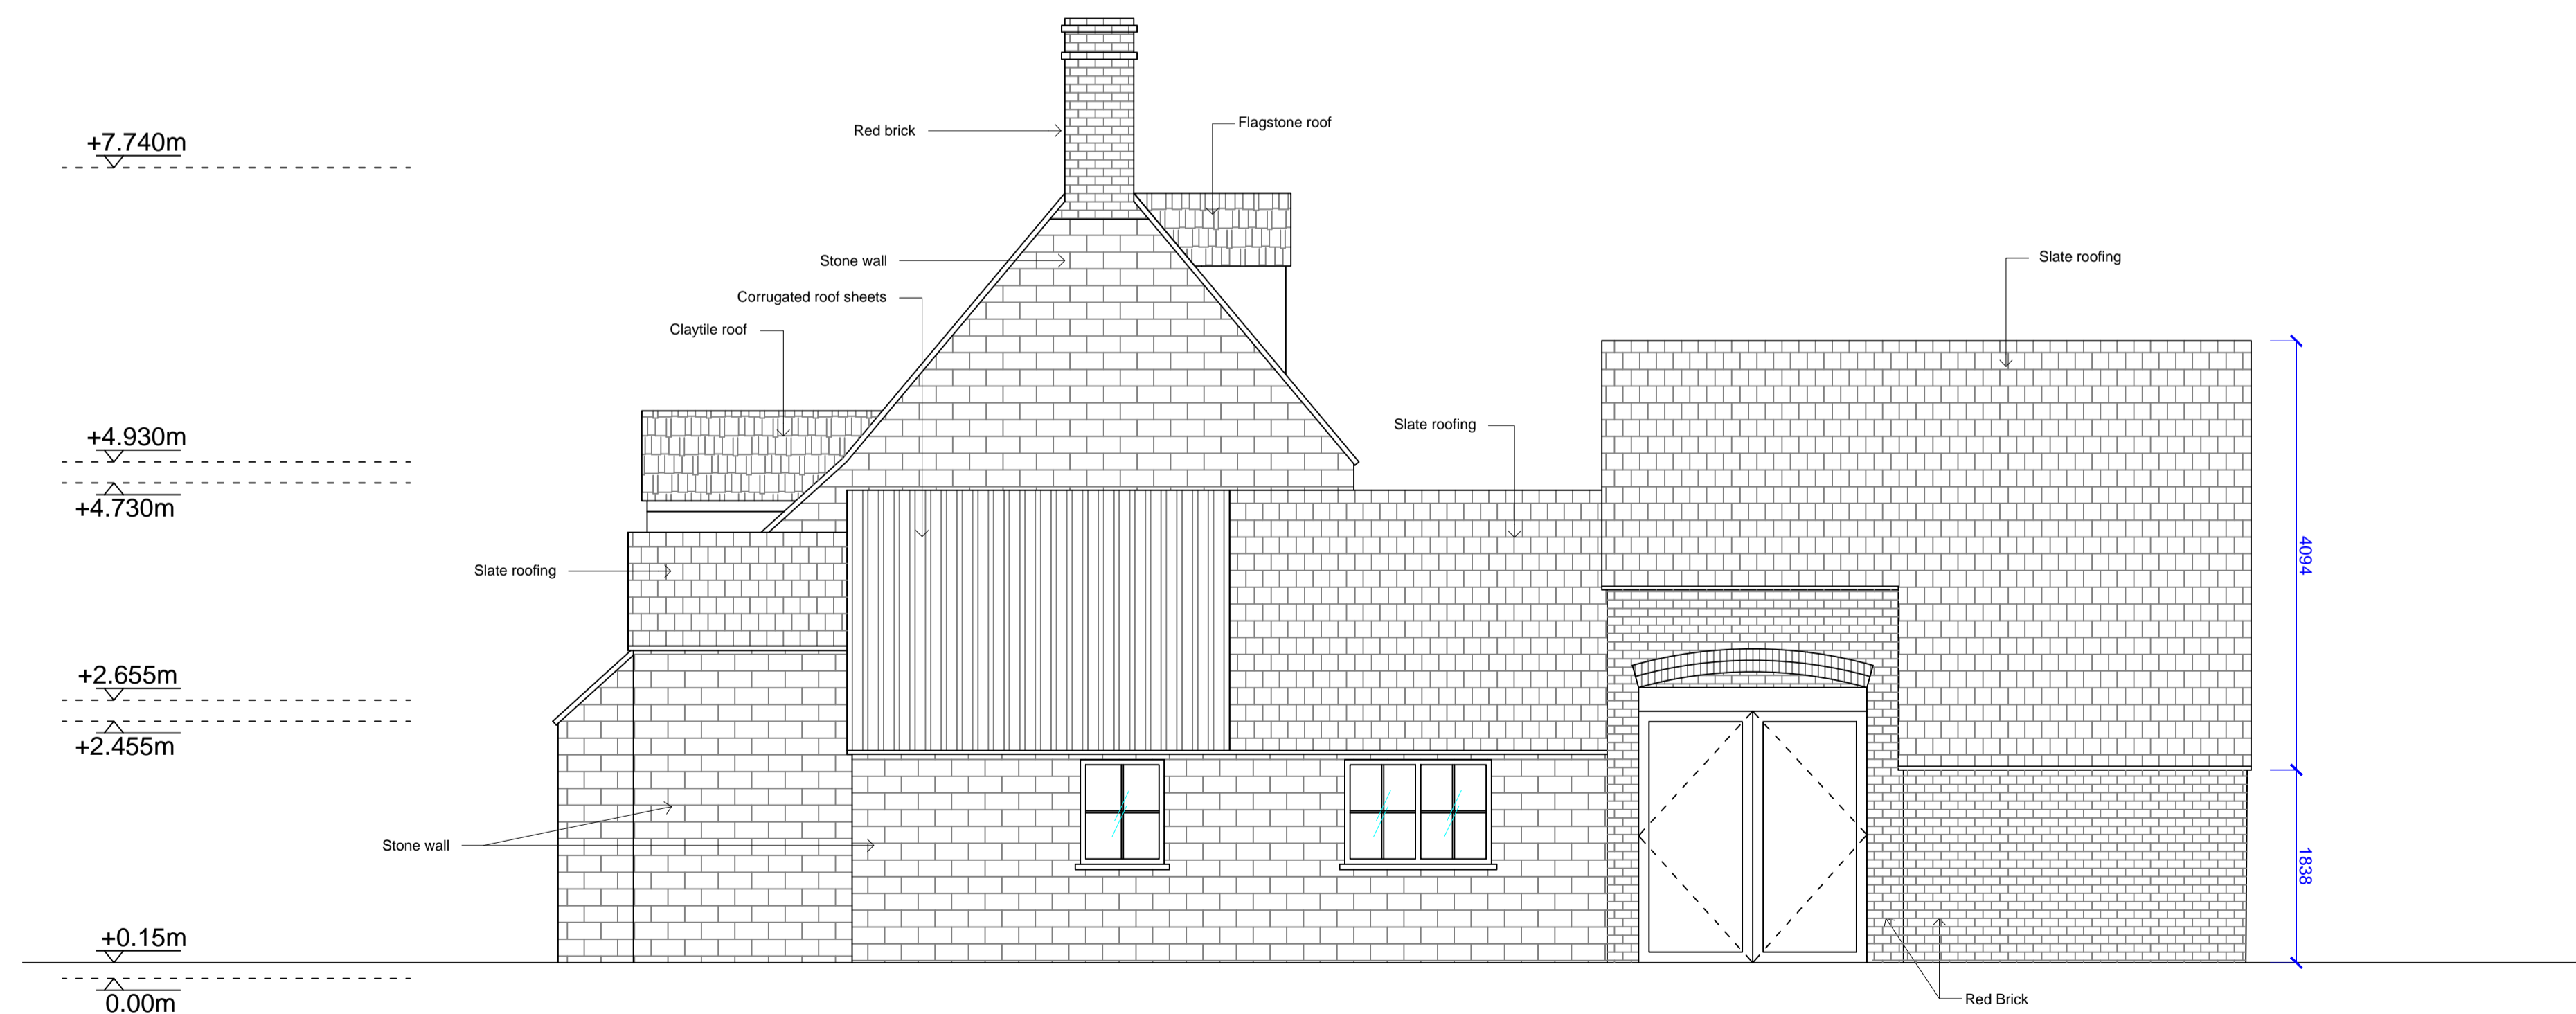 Red brick
Flagstone roof
+7.740m
Stone wall
Slate roofing
Corrugated roof sheets
Claytile roof
Slate roofing
+4.930m
+4.730m
4094
Slate roofing
+2.655m
+2.455m
Stone wall
1838
+0.15m
0.00m
Red Brick